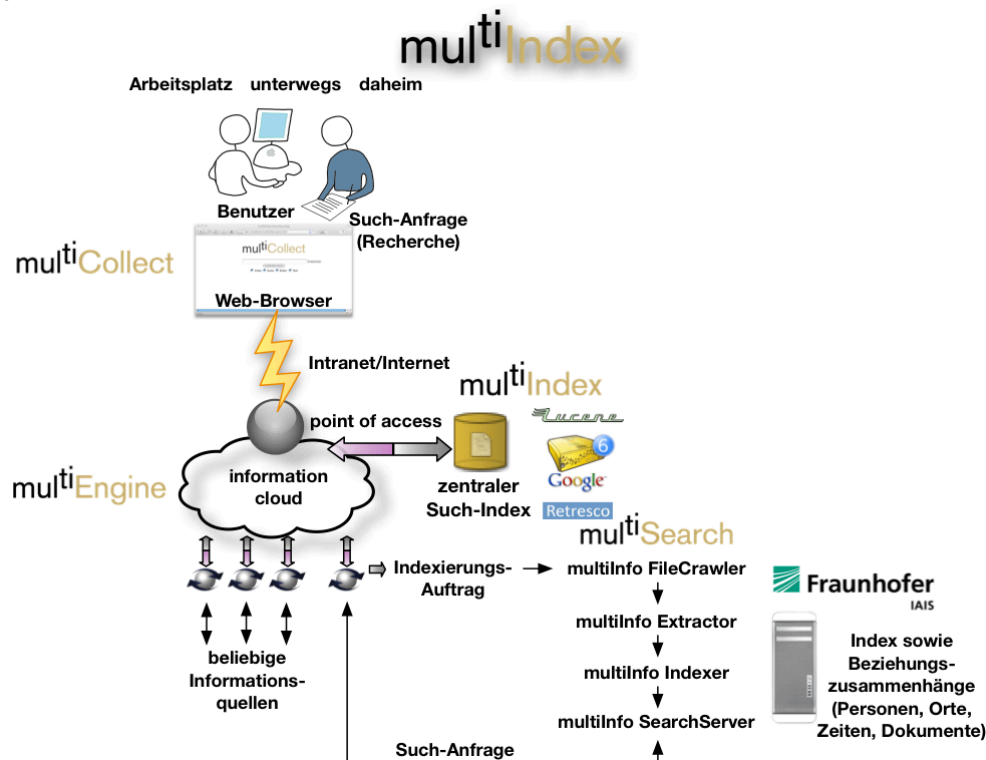 multiIndex
Arbeitsplatz unterwegs daheim
Benutzer
Such-Anfrage
(Recherche)
multiCollect
multiCollect
Web-Browser
Intranet/Internet
multiIndex
point of access
Lucene
6
Google
Retresco
zentraler
Such-Index
multiEngine
information
cloud
multiSearch
Indexierungs-
Auftrag
multiInfo FileCrawler
multiInfo Extractor
multiInfo Indexer
multiInfo SearchServer
Fraunhofer
IAIS
Index sowie
Beziehungs-
zusammenhänge
(Personen, Orte,
Zeiten, Dokumente)
beliebige
Informations-
quellen
Such-Anfrage